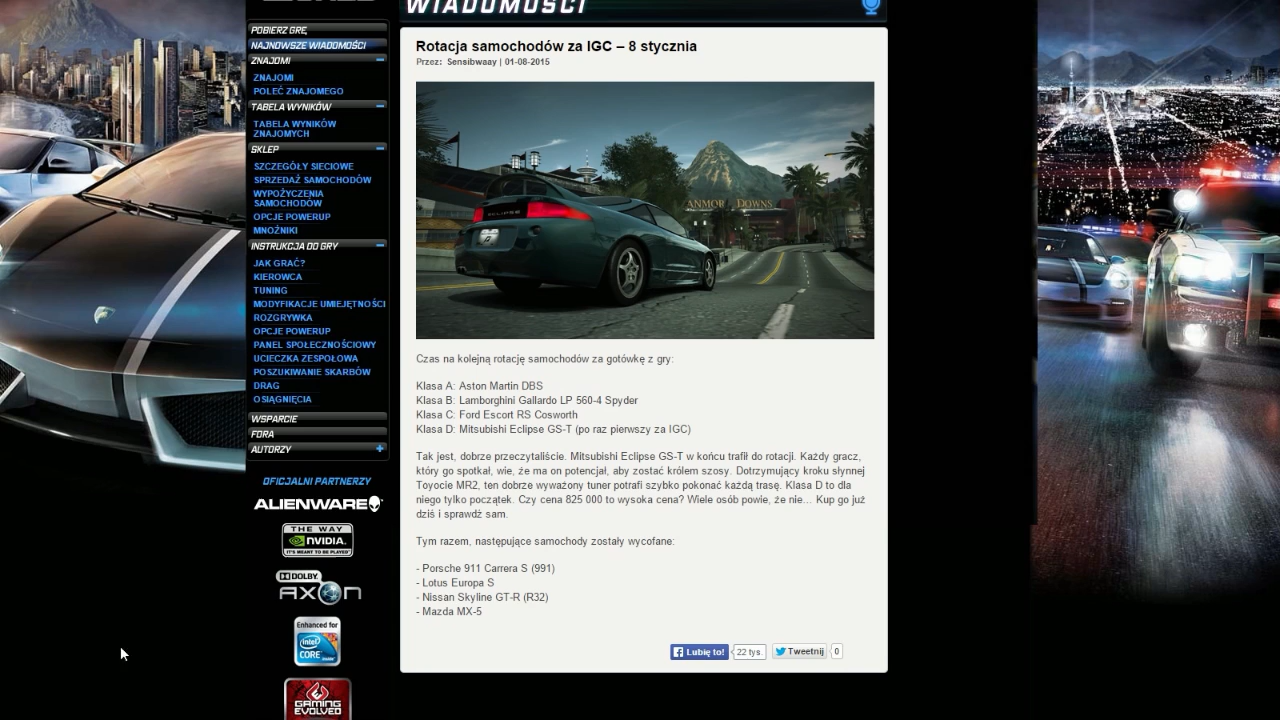 WIADOMOŚCI
POBIERZ GRĘ
NAJNOWSZE WIADOMOŚCI
ZNAJOMI
ZNAJOMI
POLEĆ ZNAJOMEGO
TABELA WYNIKÓW
TABELA WYNIKÓW
ZNAJOMYCH
SKLEP
SZCZEGÓŁY SIECIOWE
SPRZEDAŻ SAMOCHODÓW
WYPOŻYCZENIA
SAMOCHODÓW
OPCJE POWERUP
MNOŻNIKI
INSTRUKCJA DO GRY
JAK GRAĆ?
KIEROWCA
TUNING
MODYFIKACJE UMIEJĘTNOŚCI
ROZGRYWKA
OPCJE POWERUP
PANEL SPOŁECZNOŚCIOWY
UCIECZKA ZESPOŁOWA
POSZUKIWANIE SKARBÓW
DRAG
OSIĄGNIĘCIA
WSPARCIE
FORA
AUTORZY
OFICJALNI PARTNERZY
ALIENWARE
THE WAY
NVIDIA.
IT'S MEANT TO BE PLAYED
DOLBY
AXON
Enhanced for
intel
CORE
GAMING
EVOLVED
Rotacja samochodów za IGC – 8 stycznia
Przez: Sensibwaay | 01-08-2015
ECLIPSE
ANMOR DOWNS
Czas na kolejną rotację samochodów za gotówkę z gry:
Klasa A: Aston Martin DBS
Klasa B: Lamborghini Gallardo LP 560-4 Spyder
Klasa C: Ford Escort RS Cosworth
Klasa D: Mitsubishi Eclipse GS-T (po raz pierwszy za IGC)
Tak jest, dobrze przeczytaliście. Mitsubishi Eclipse GS-T w końcu trafił do rotacji. Każdy gracz,
który go spotkał, wie, że ma on potencjał, aby zostać królem szosy. Dotrzymujący kroku słynnej
Toyocie MR2, ten dobrze wyważony tuner potrafi szybko pokonać każdą trasę. Klasa D to dla
niego tylko początek. Czy cena 825 000 to wysoka cena? Wiele osób powie, że nie... Kup go już
dziś i sprawdź sam.
Tym razem, następujące samochody zostały wycofane:
- Porsche 911 Carrera S (991)
- Lotus Europa S
- Nissan Skyline GT-R (R32)
- Mazda MX-5
Lubię to! 22 tys. Tweetnij 0